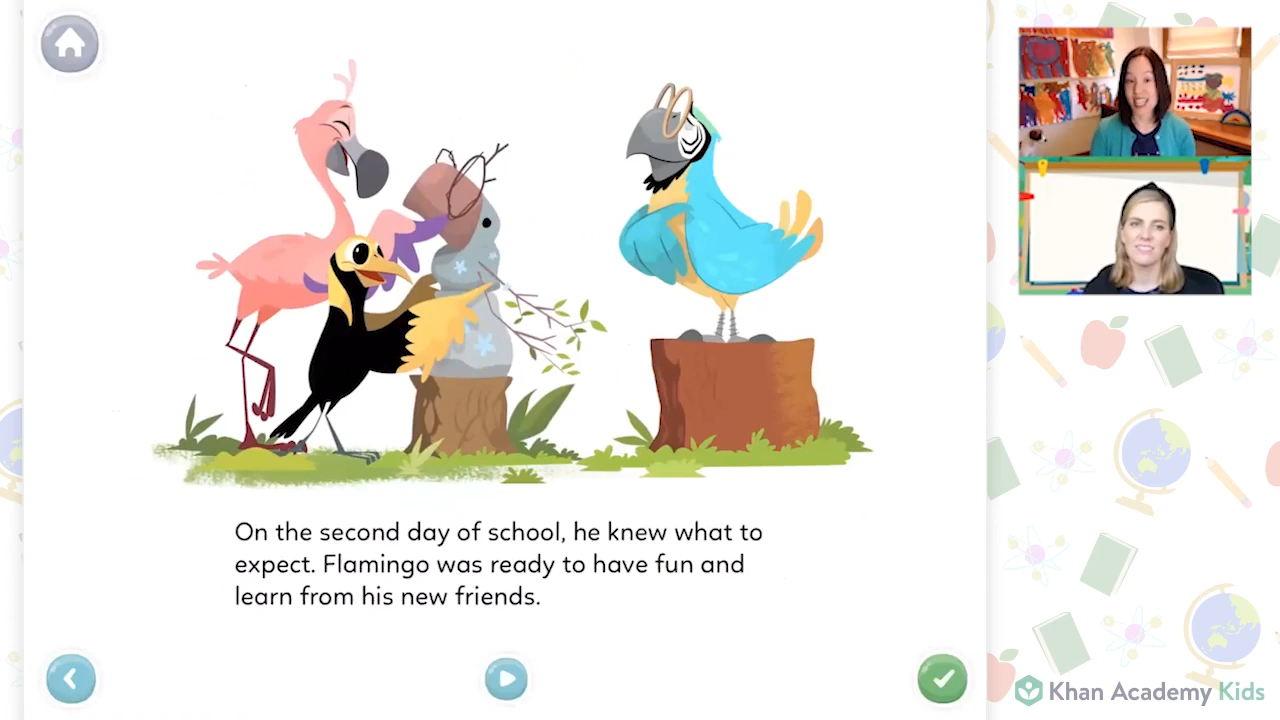 On the second day of school, he knew what to
expect. Flamingo was ready to have fun and
learn from his new friends.
Khan Academy Kids